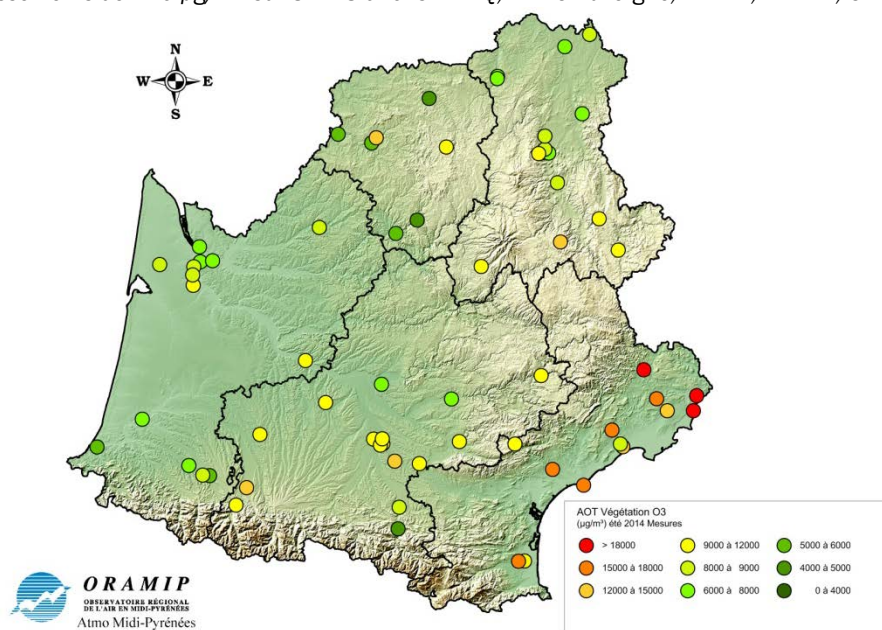 N
W E
S
AOT Végétation O3
(µg/m³) été 2014 Mesures
> 18000
9000 à 12000
5000 à 6000
15000 à 18000
8000 à 9000
4000 à 5000
12000 à 15000
6000 à 8000
0 à 4000
ORAMIP
OBSERVATOIRE RÉGIONAL
DE L'AIR EN MIDI-PYRÉNÉES
Atmo Midi-Pyrénées